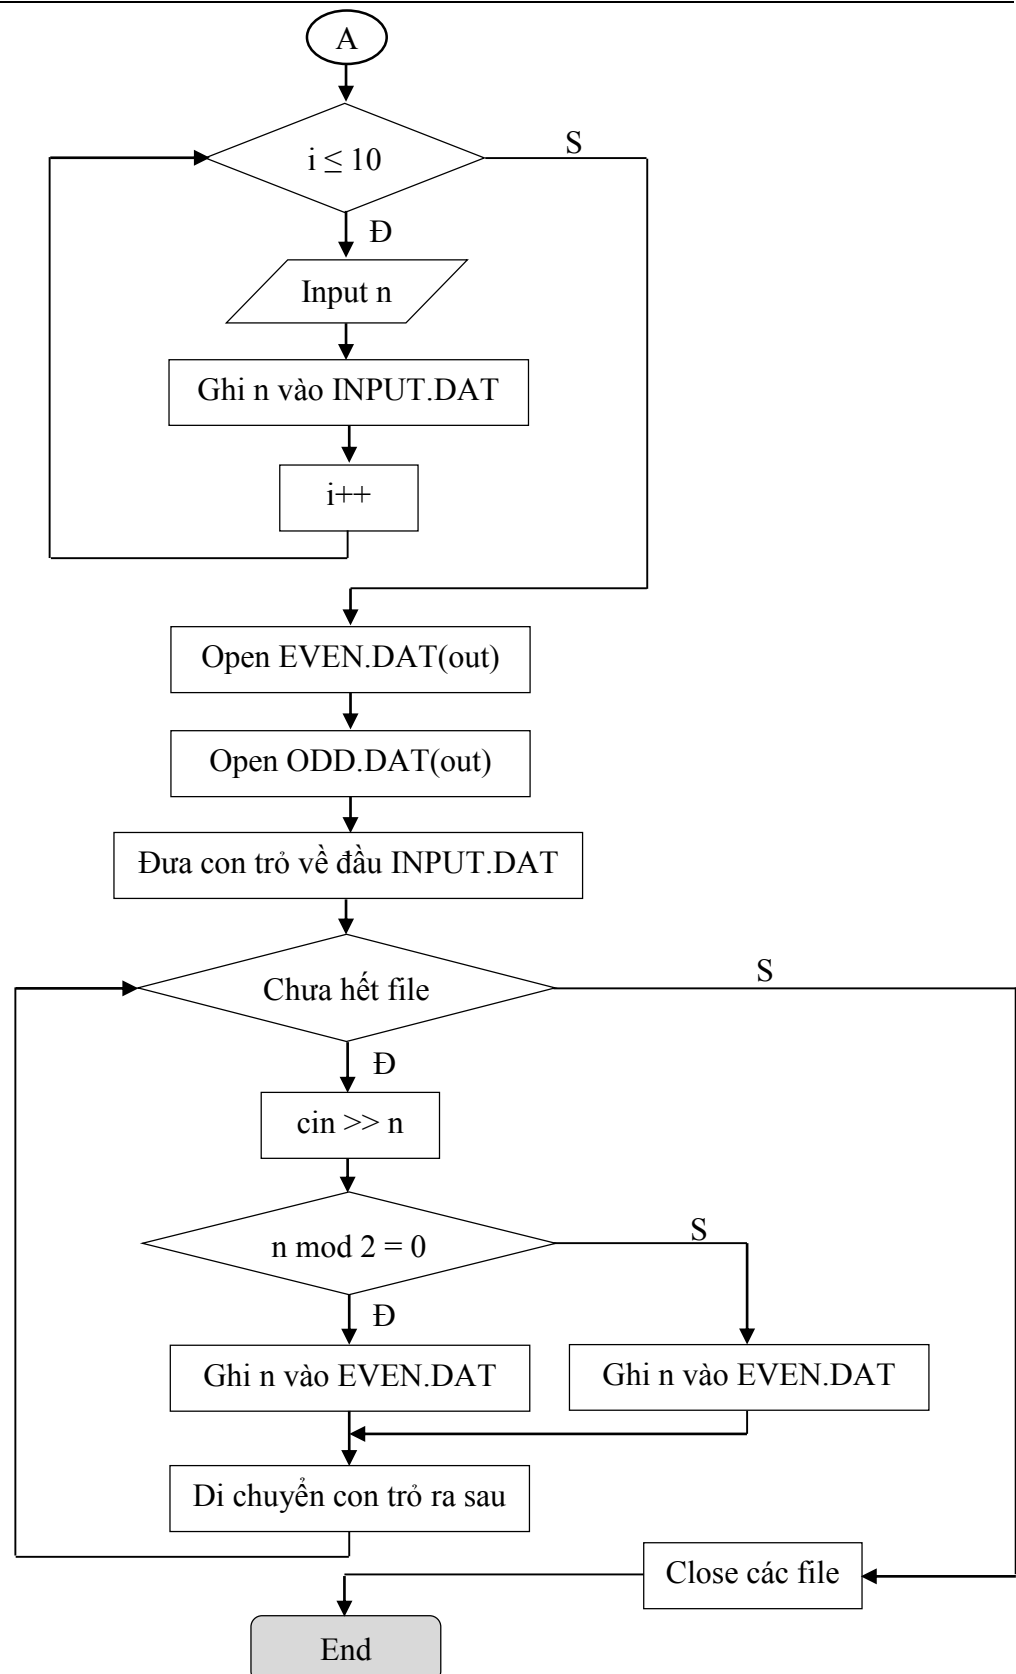 A
i ≤ 10
S
Đ
Input n
Ghi n vào INPUT.DAT
i++
Open EVEN.DAT(out)
Open ODD.DAT(out)
Đưa con trỏ về đầu INPUT.DAT
Chưa hết file
S
Đ
cin >> n
n mod 2 = 0
S
Đ
Ghi n vào EVEN.DAT
Ghi n vào EVEN.DAT
Di chuyển con trỏ ra sau
Close các file
End